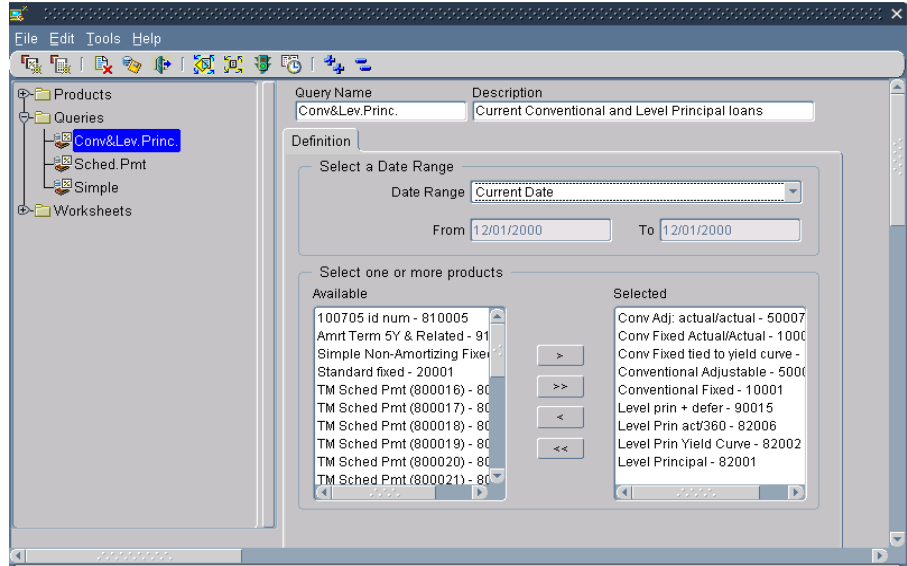 File Edit Tools Help
Products
Queries
Conv&Lev.Princ.
Sched.Pmt
Simple
Worksheets
Query Name Description
Conv&Lev.Princ. Current Conventional and Level Principal loans
Definition
Select a Date Range
Date Range Current Date
From 12/01/2000 To 12/01/2000
Select one or more products
Available
100705 id num - 810005
Amrt Term 5Y & Related - 91
Simple Non-Amortizing Fixe
Standard fixed - 20001
TM Sched Pmt (800016) - 80
TM Sched Pmt (800017) - 80
TM Sched Pmt (800018) - 80
TM Sched Pmt (800019) - 80
TM Sched Pmt (800020) - 80
TM Sched Pmt (800021) - 80
>
>>
<
<<
Selected
Conv Adj: actual/actual - 50007
Conv Fixed Actual/Actual - 100
Conv Fixed tied to yield curve -
Conventional Adjustable - 500
Conventional Fixed - 10001
Level prin + defer - 90015
Level Prin act/360 - 82006
Level Prin Yield Curve - 82002
Level Principal - 82001